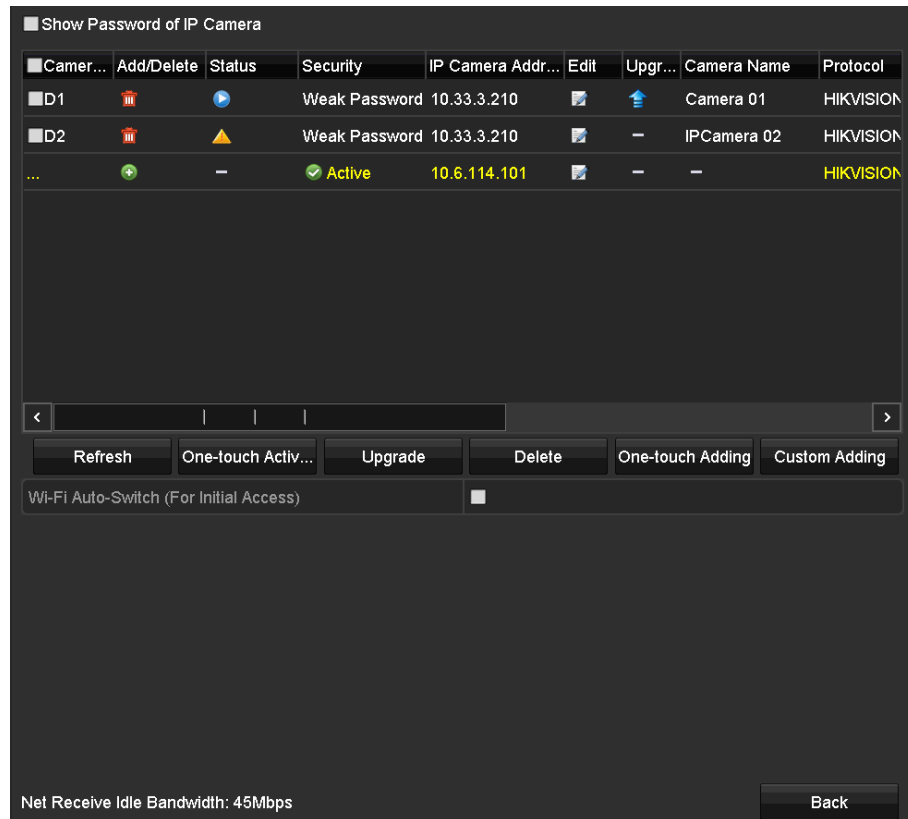 Show Password of IP Camera
Camer... Add/Delete Status Security IP Camera Addr... Edit Upgr... Camera Name Protocol
D1 Weak Password 10.33.3.210 Camera 01 HIKVISION
D2 – Weak Password 10.33.3.210 – IPCamera 02 HIKVISION
... – Active 10.6.114.101 – – HIKVISION
Refresh One-touch Activ... Upgrade Delete One-touch Adding Custom Adding
Wi-Fi Auto-Switch (For Initial Access)
Net Receive Idle Bandwidth: 45Mbps Back